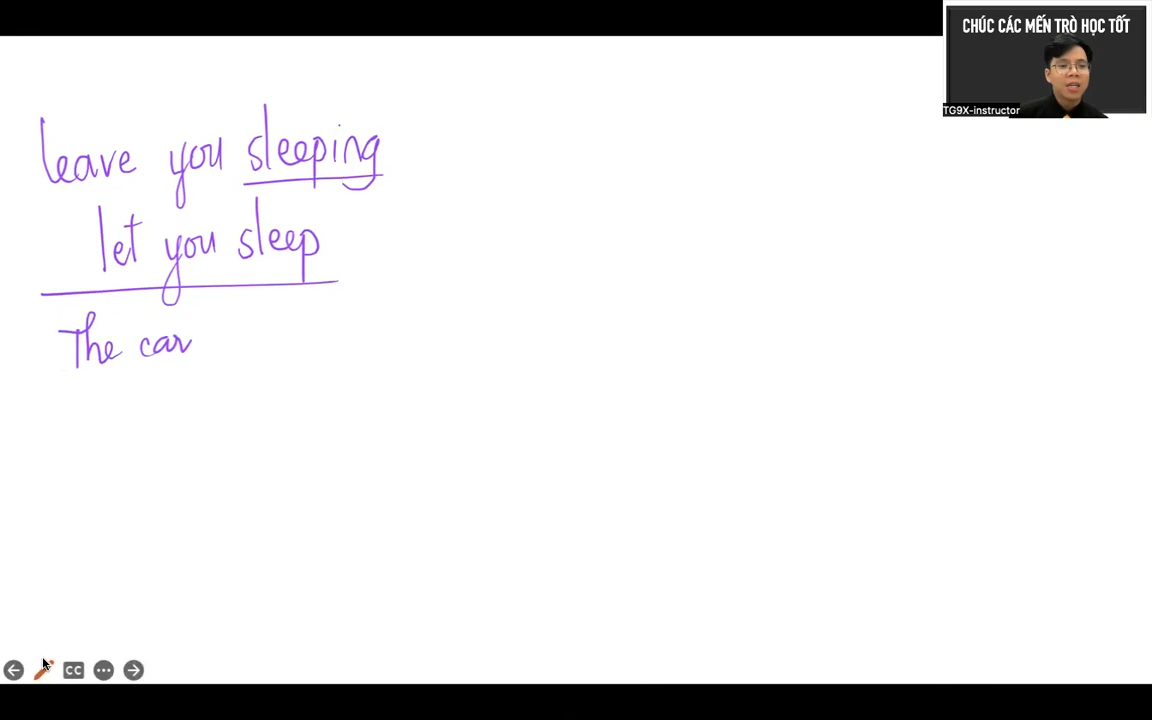 CHÚC CÁC MẾN TRÒ HỌC TỐT
TG9X-instructor
leave you sleeping
let you sleep
The car
CC